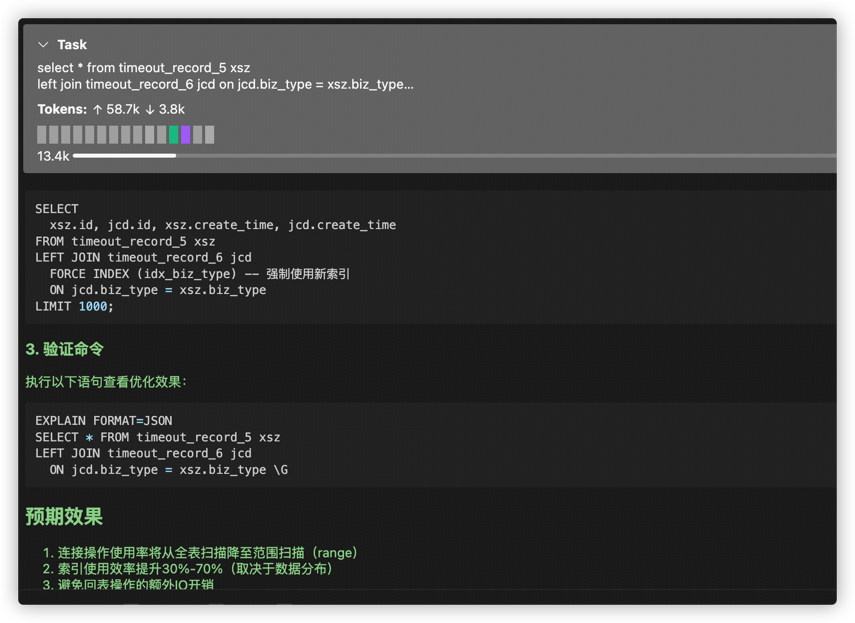 Task
select * from timeout_record_5 xsz
left join timeout_record_6 jcd on jcd.biz_type = xsz.biz_type...
Tokens: ↑ 58.7k ↓ 3.8k
13.4k
SELECT
xsz.id, jcd.id, xsz.create_time, jcd.create_time
FROM timeout_record_5 xsz
LEFT JOIN timeout_record_6 jcd
FORCE INDEX (idx_biz_type) -- 强制使用新索引
ON jcd.biz_type = xsz.biz_type
LIMIT 1000;
3. 验证命令
执行以下语句查看优化效果：
EXPLAIN FORMAT=JSON
SELECT * FROM timeout_record_5 xsz
LEFT JOIN timeout_record_6 jcd
ON jcd.biz_type = xsz.biz_type \G
预期效果
1. 连接操作使用率将从全表扫描降至范围扫描（range）
2. 索引使用效率提升30%-70%（取决于数据分布）
3. 避免回表操作的额外IO开销